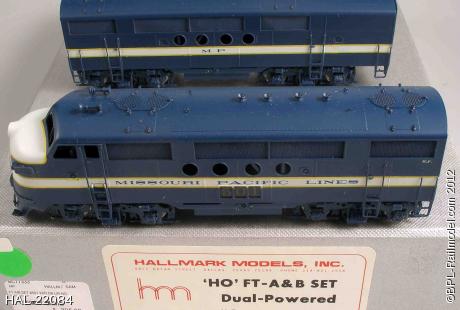 M P
M.P.
MISSOURI PACIFIC LINES
HALLMARK MODELS, INC.
hm
'HO' FT-A&B SET
Dual-Powered
HAL-22084
©BPL-Railmodel.com 2012